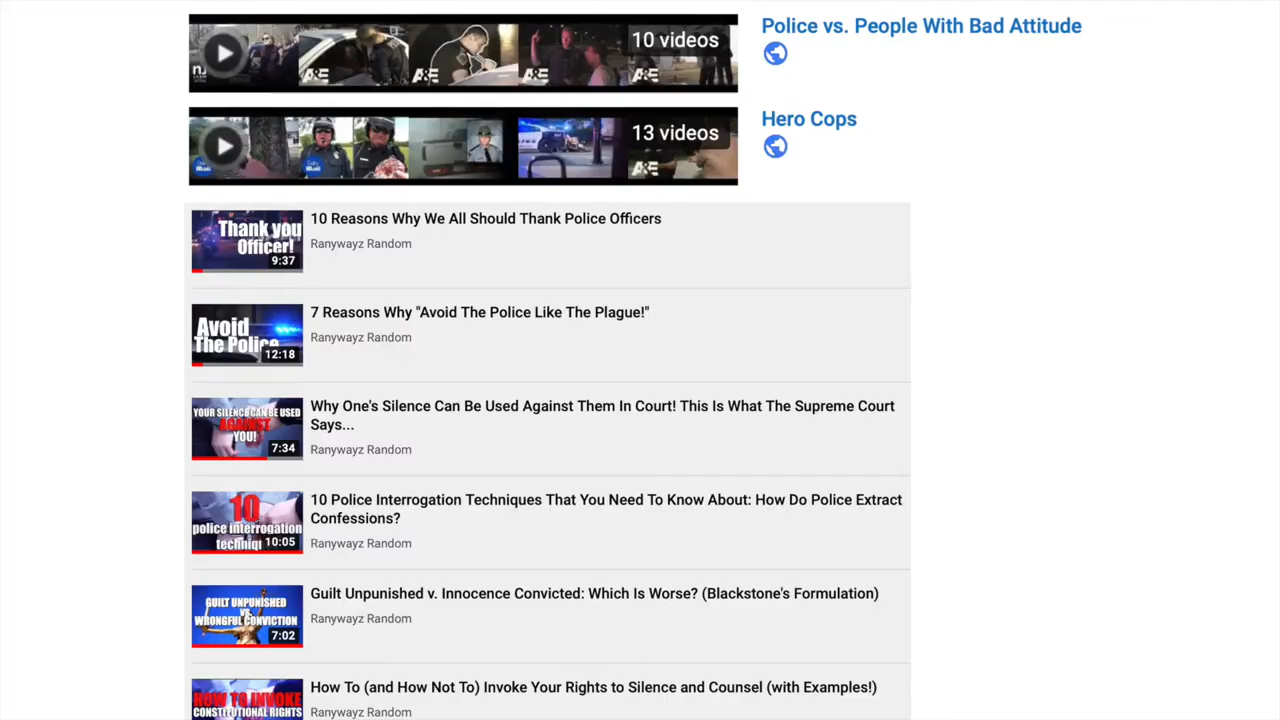 10 videos
Police vs. People With Bad Attitude
A&E
A&E
A&E
A&E
13 videos
Hero Cops
Daily Mail
Daily Mail
A&E
Thank you
Officer!
9:37
10 Reasons Why We All Should Thank Police Officers
Ranywayz Random
Avoid
The Police
12:18
7 Reasons Why "Avoid The Police Like The Plague!"
Ranywayz Random
YOUR SILENCE CAN BE USED
AGAINST
YOU!
7:34
Why One's Silence Can Be Used Against Them In Court! This Is What The Supreme Court
Says...
Ranywayz Random
10
police interrogation
techniq
10:05
10 Police Interrogation Techniques That You Need To Know About: How Do Police Extract
Confessions?
Ranywayz Random
GUILT UNPUNISHED
VS.
WRONGFUL CONVICTION
7:02
Guilt Unpunished v. Innocence Convicted: Which Is Worse? (Blackstone's Formulation)
Ranywayz Random
HOW TO INVOKE
CONSTITUTIONAL RIGHTS
How To (and How Not To) Invoke Your Rights to Silence and Counsel (with Examples!)
Ranywayz Random